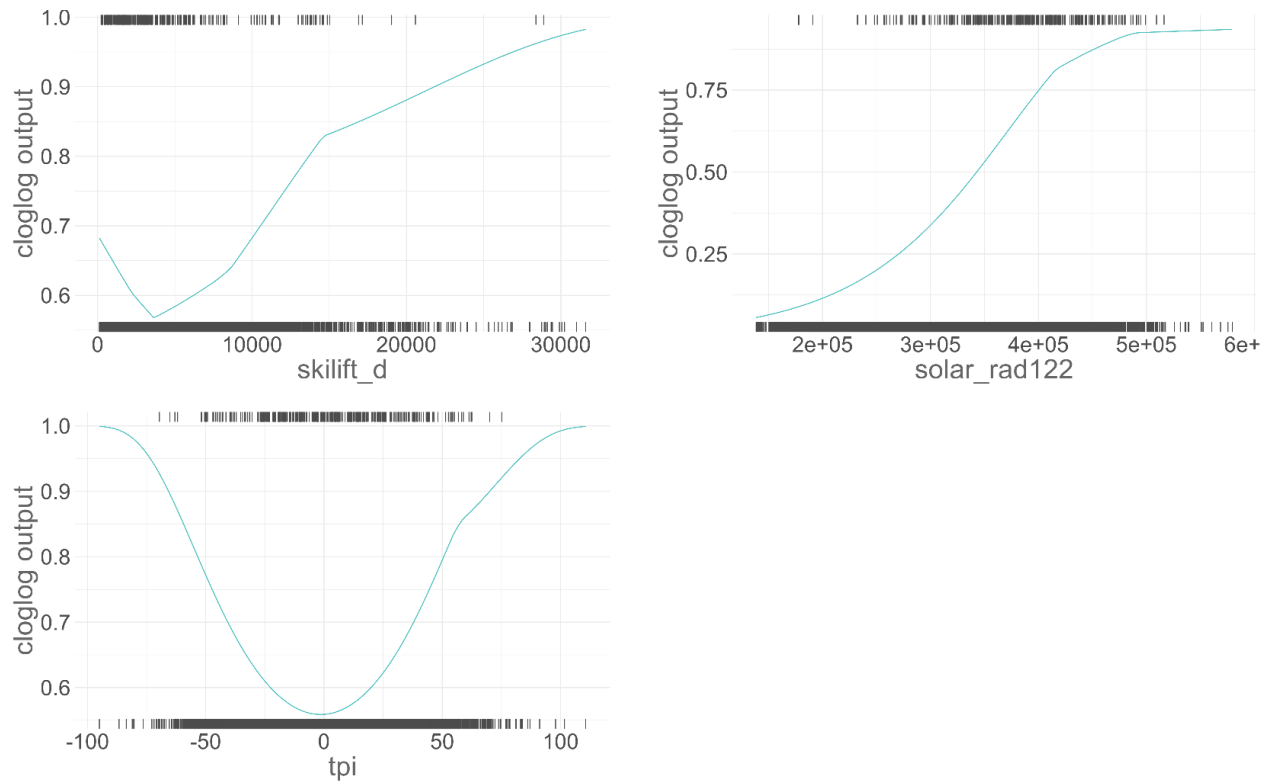 1.0
0.9
0.8
0.7
0.6
cloglog output
0 10000 20000 30000
skilift_d
0.75
0.50
0.25
cloglog output
2e+05 3e+05 4e+05 5e+05 6e+
solar_rad122
1.0
0.9
0.8
0.7
0.6
cloglog output
-100 -50 0 50 100
tpi